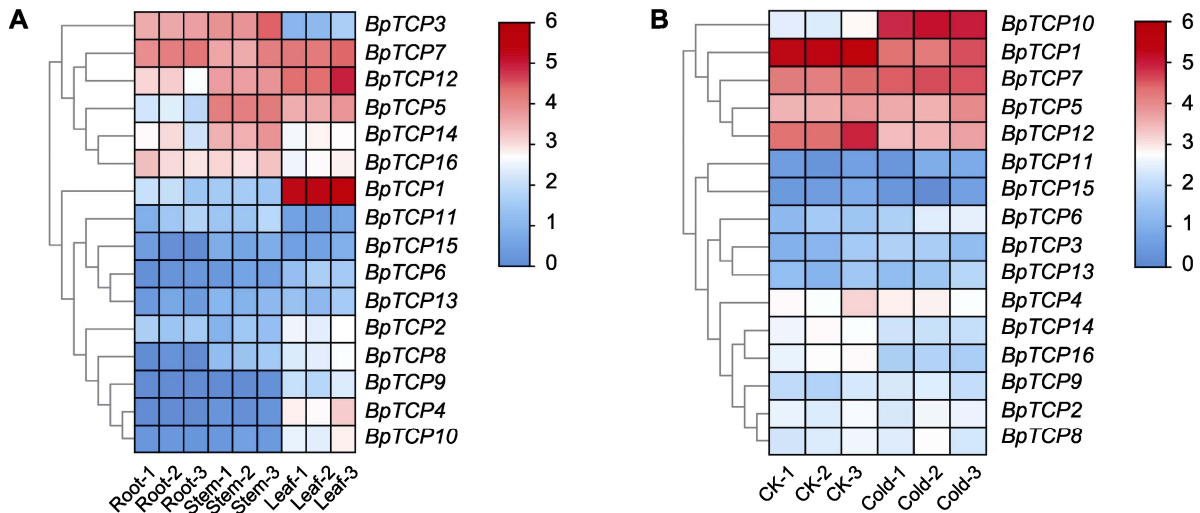 A
BpTCP3
BpTCP7
BpTCP12
BpTCP5
BpTCP14
BpTCP16
BpTCP1
BpTCP11
BpTCP15
BpTCP6
BpTCP13
BpTCP2
BpTCP8
BpTCP9
BpTCP4
BpTCP10
Root-1 Root-2 Root-3 Stem-1 Stem-2 Stem-3 Leaf-1 Leaf-2 Leaf-3
6
5
4
3
2
1
0
B
BpTCP10
BpTCP1
BpTCP7
BpTCP5
BpTCP12
BpTCP11
BpTCP15
BpTCP6
BpTCP3
BpTCP13
BpTCP4
BpTCP14
BpTCP16
BpTCP9
BpTCP2
BpTCP8
CK-1 CK-2 CK-3 Cold-1 Cold-2 Cold-3
6
5
4
3
2
1
0